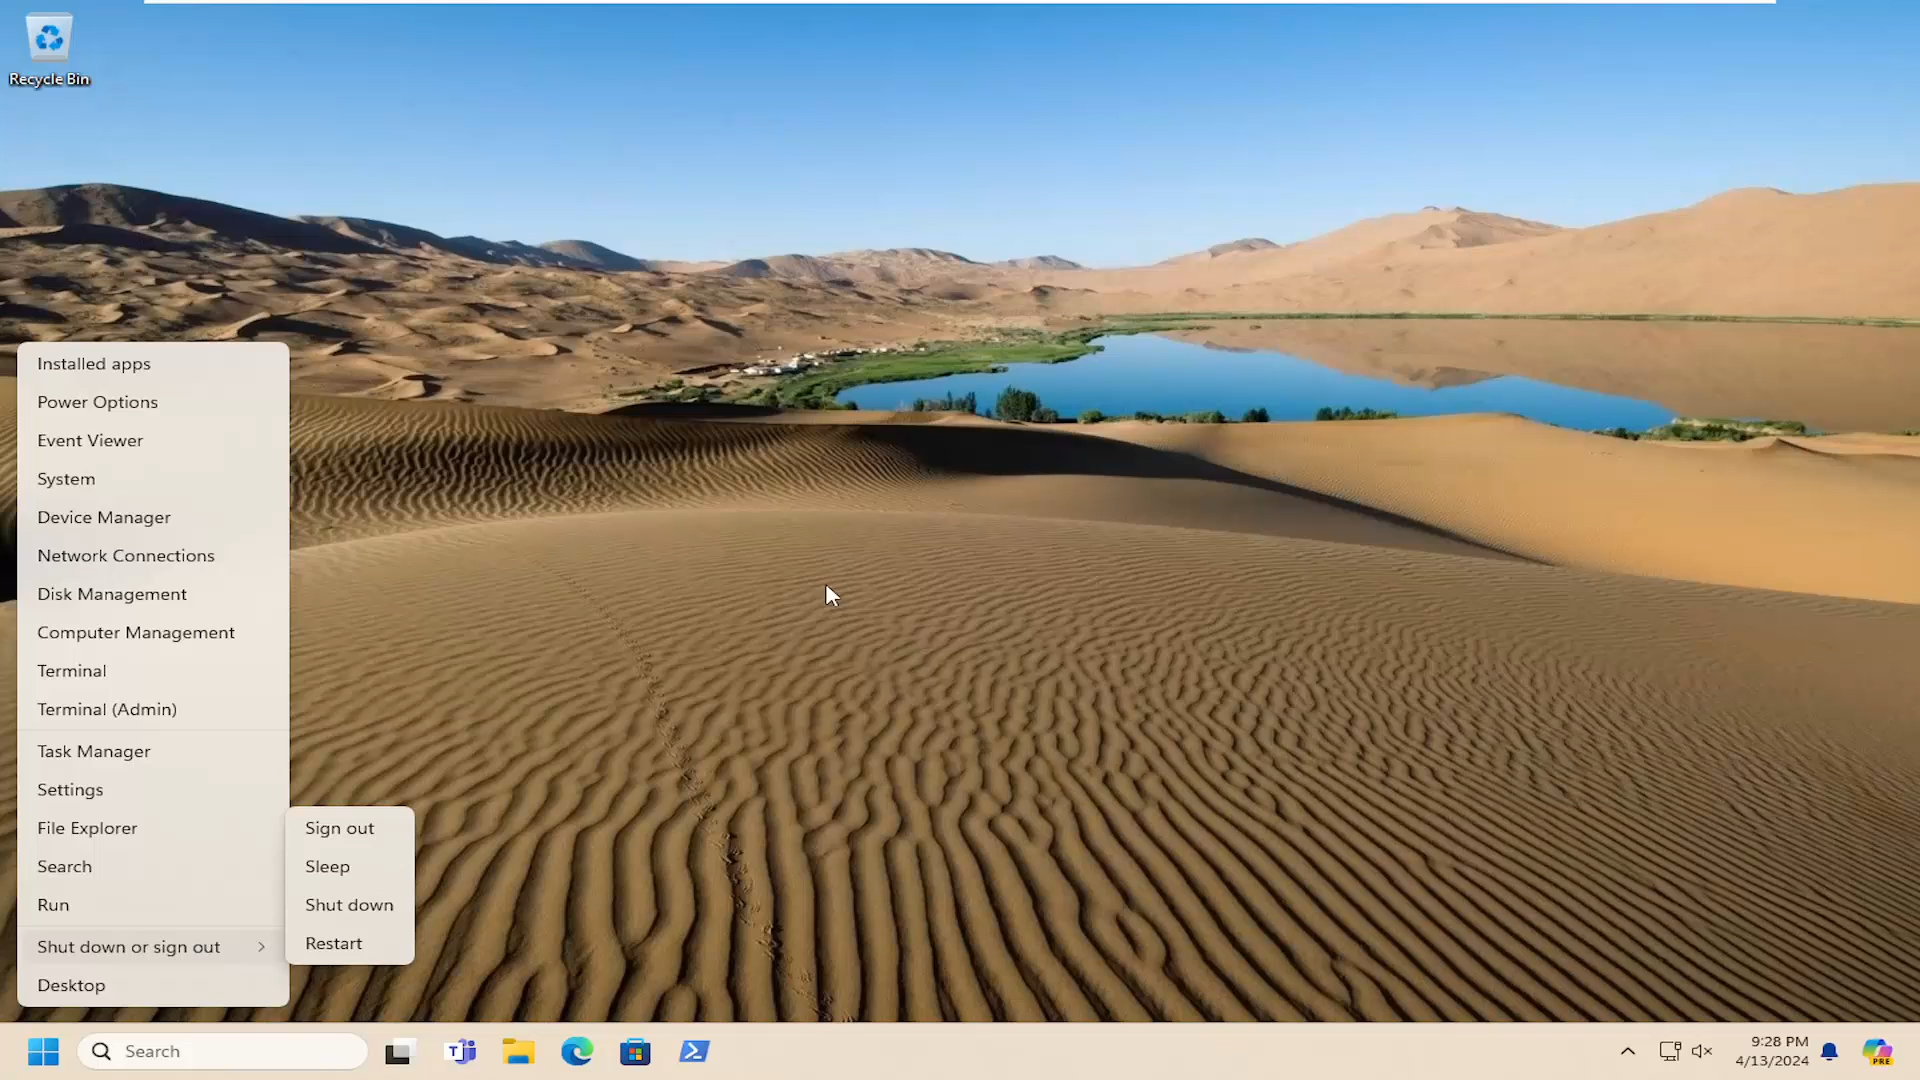 Recycle Bin
Installed apps
Power Options
Event Viewer
System
Device Manager
Network Connections
Disk Management
Computer Management
Terminal
Terminal (Admin)
Task Manager
Settings
File Explorer
Search
Run
Shut down or sign out
Desktop
Sign out
Sleep
Shut down
Restart
Search
T
9:28 PM
4/13/2024
PRE